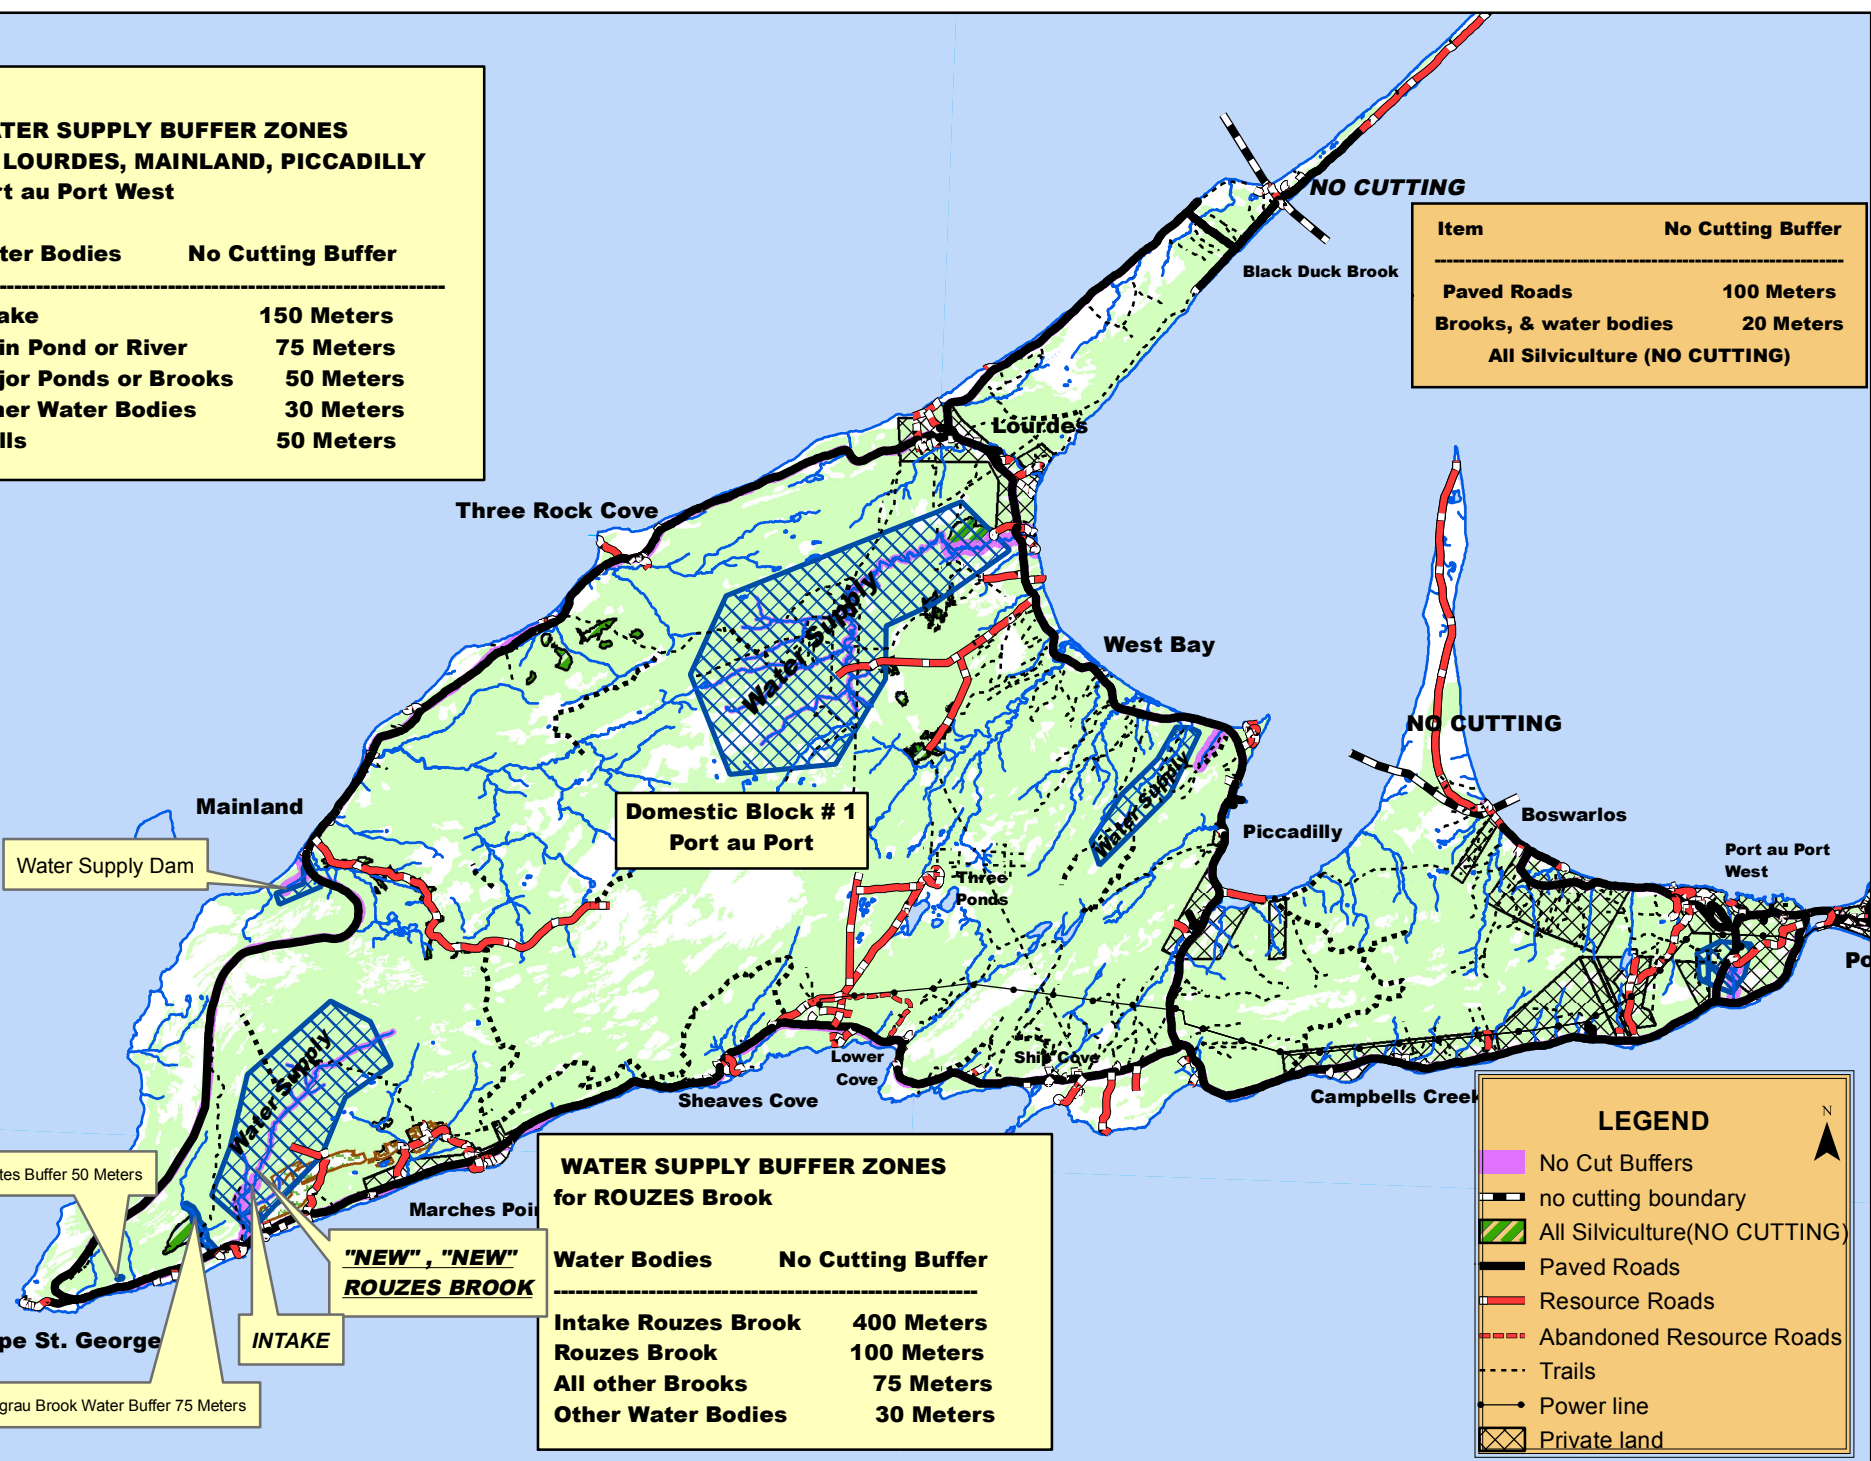 ATER SUPPLY BUFFER ZONES
LOURDES, MAINLAND, PICCADILLY
rt au Port West
ter Bodies No Cutting Buffer
ake 150 Meters
in Pond or River 75 Meters
jor Ponds or Brooks 50 Meters
her Water Bodies 30 Meters
lls 50 Meters
NO CUTTING
Black Duck Brook
Item No Cutting Buffer
Paved Roads 100 Meters
Brooks, & water bodies 20 Meters
All Silviculture (NO CUTTING)
Lourdes
Three Rock Cove
Water Supply
West Bay
NO CUTTING
Mainland
Water Supply Dam
Domestic Block # 1
Port au Port
Water Supply
Piccadilly
Boswarlos
Port au Port
West
Three
Ponds
Po
Water Supply
Lower
Cove
Ship Cove
Sheaves Cove
Campbells Creek
tes Buffer 50 Meters
Marches Poi
"NEW" , "NEW"
ROUZES BROOK
INTAKE
pe St. George
grau Brook Water Buffer 75 Meters
WATER SUPPLY BUFFER ZONES
for ROUZES Brook
Water Bodies No Cutting Buffer
Intake Rouzes Brook 400 Meters
Rouzes Brook 100 Meters
All other Brooks 75 Meters
Other Water Bodies 30 Meters
LEGEND
N
No Cut Buffers
no cutting boundary
All Silviculture(NO CUTTING)
Paved Roads
Resource Roads
Abandoned Resource Roads
Trails
Power line
Private land